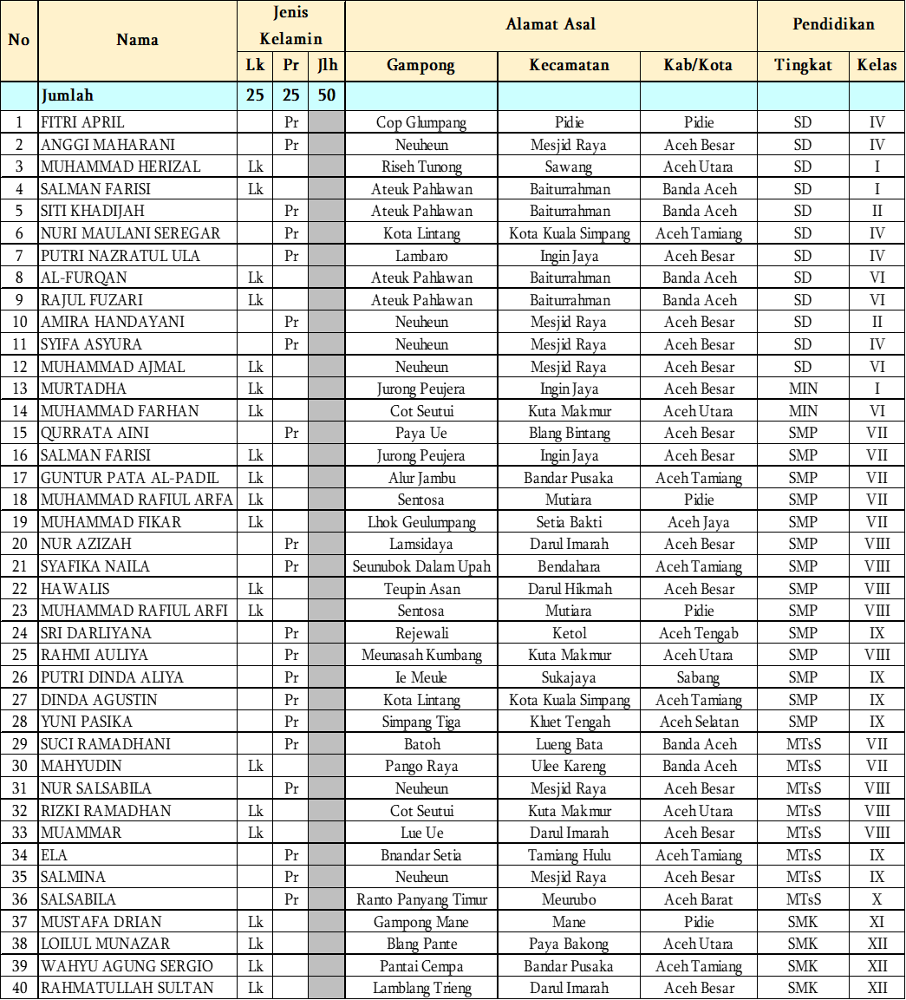 No Nama Jenis Kelamin Alamat Asal Pendidikan
Lk Pr Jlh Gampong Kecamatan Kab/Kota Tingkat Kelas
Jumlah 25 25 50
1 FITRI APRIL Pr Cop Glumpang Pidie Pidie SD IV
2 ANGGI MAHARANI Pr Neuheun Mesjid Raya Aceh Besar SD IV
3 MUHAMMAD HERIZAL Lk Riseh Tunong Sawang Aceh Utara SD I
4 SALMAN FARISI Lk Ateuk Pahlawan Baiturrahman Banda Aceh SD I
5 SITI KHADIJAH Pr Ateuk Pahlawan Baiturrahman Banda Aceh SD II
6 NURI MAULANI SEREGAR Pr Kota Lintang Kota Kuala Simpang Aceh Tamiang SD IV
7 PUTRI NAZRATUL ULA Pr Lambaro Ingin Jaya Aceh Besar SD IV
8 AL-FURQAN Lk Ateuk Pahlawan Baiturrahman Banda Aceh SD VI
9 RAJUL FUZARI Lk Ateuk Pahlawan Baiturrahman Banda Aceh SD VI
10 AMIRA HANDAYANI Pr Neuheun Mesjid Raya Aceh Besar SD II
11 SYIFA ASYURA Pr Neuheun Mesjid Raya Aceh Besar SD IV
12 MUHAMMAD AJMAL Lk Neuheun Mesjid Raya Aceh Besar SD VI
13 MURTADHA Lk Jurong Peujera Ingin Jaya Aceh Besar MIN I
14 MUHAMMAD FARHAN Lk Cot Seutui Kuta Makmur Aceh Utara MIN VI
15 QURRATA AINI Pr Paya Ue Blang Bintang Aceh Besar SMP VII
16 SALMAN FARISI Lk Jurong Peujera Ingin Jaya Aceh Besar SMP VII
17 GUNTUR PATA AL-PADIL Lk Alur Jambu Bandar Pusaka Aceh Tamiang SMP VII
18 MUHAMMAD RAFIUL ARFA Lk Sentosa Mutiara Pidie SMP VII
19 MUHAMMAD FIKAR Lk Lhok Geulumpang Setia Bakti Aceh Jaya SMP VII
20 NUR AZIZAH Pr Lamsidaya Darul Imarah Aceh Besar SMP VIII
21 SYAFIKA NAILA Pr Seunubok Dalam Upah Bendahara Aceh Tamiang SMP VIII
22 HAWALIS Lk Teupin Asan Darul Hikmah Aceh Besar SMP VIII
23 MUHAMMAD RAFIUL ARFI Lk Sentosa Mutiara Pidie SMP VIII
24 SRI DARLIYANA Pr Rejewali Ketol Aceh Tengab SMP IX
25 RAHMI AULIYA Pr Meunasah Kumbang Kuta Makmur Aceh Utara SMP VIII
26 PUTRI DINDA ALIYA Pr Ie Meule Sukajaya Sabang SMP IX
27 DINDA AGUSTIN Pr Kota Lintang Kota Kuala Simpang Aceh Tamiang SMP IX
28 YUNI PASIKA Pr Simpang Tiga Kluet Tengah Aceh Selatan SMP IX
29 SUCI RAMADHANI Pr Batoh Lueng Bata Banda Aceh MTsS VII
30 MAHYUDIN Lk Pango Raya Ulee Kareng Banda Aceh MTsS VII
31 NUR SALSABILA Pr Neuheun Mesjid Raya Aceh Besar MTsS VIII
32 RIZKI RAMADHAN Lk Cot Seutui Kuta Makmur Aceh Utara MTsS VIII
33 MUAMMAR Lk Lue Ue Darul Imarah Aceh Besar MTsS VIII
34 ELA Pr Bnandar Setia Tamiang Hulu Aceh Tamiang MTsS IX
35 SALMINA Pr Neuheun Mesjid Raya Aceh Besar MTsS IX
36 SALSABILA Pr Ranto Panyang Timur Meurubo Aceh Barat MTsS X
37 MUSTAFA DRIAN Lk Gampong Mane Mane Pidie SMK XI
38 LOILUL MUNAZAR Lk Blang Pante Paya Bakong Aceh Utara SMK XII
39 WAHYU AGUNG SERGIO Lk Pantai Cempa Bandar Pusaka Aceh Tamiang SMK XII
40 RAHMATULLAH SULTAN Lk Lamblang Trieng Darul Imarah Aceh Besar SMK XII